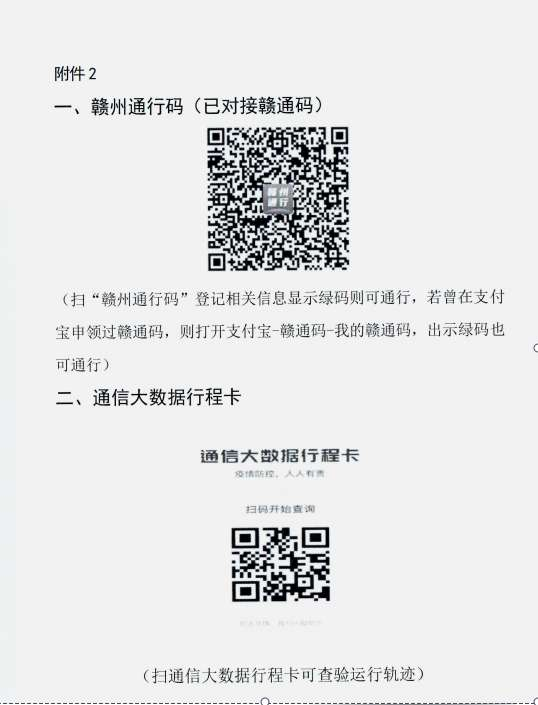 附件 2
一、赣州通行码（已对接赣通码）
赣州
通行
（扫“赣州通行码”登记相关信息显示绿码则可通行，若曾在支付
宝申领过赣通码，则打开支付宝-赣通码-我的赣通码，出示绿码也
可通行）
二、通信大数据行程卡
通信大数据行程卡
疫情防控，人人有责
扫码开始查询
（扫通信大数据行程卡可查验运行轨迹）